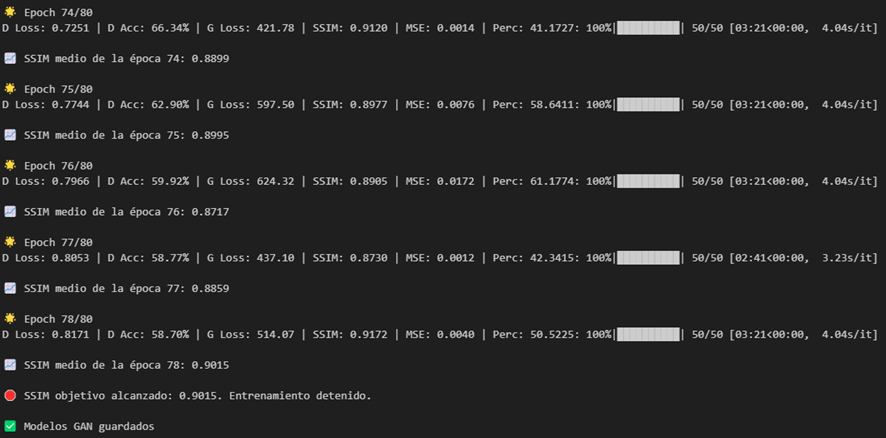 🌟 Epoch 74/80
D Loss: 0.7251 | D Acc: 66.34% | G Loss: 421.78 | SSIM: 0.9120 | MSE: 0.0014 | Perc: 41.1727: 100%|██████████| 50/50 [03:21<00:00,  4.04s/it]
📈 SSIM medio de la época 74: 0.8899
🌟 Epoch 75/80
D Loss: 0.7744 | D Acc: 62.90% | G Loss: 597.50 | SSIM: 0.8977 | MSE: 0.0076 | Perc: 58.6411: 100%|██████████| 50/50 [03:21<00:00,  4.04s/it]
📈 SSIM medio de la época 75: 0.8995
🌟 Epoch 76/80
D Loss: 0.7966 | D Acc: 59.92% | G Loss: 624.32 | SSIM: 0.8905 | MSE: 0.0172 | Perc: 61.1774: 100%|██████████| 50/50 [03:21<00:00,  4.04s/it]
📈 SSIM medio de la época 76: 0.8717
🌟 Epoch 77/80
D Loss: 0.8053 | D Acc: 58.77% | G Loss: 437.10 | SSIM: 0.8730 | MSE: 0.0012 | Perc: 42.3415: 100%|██████████| 50/50 [02:41<00:00,  3.23s/it]
📈 SSIM medio de la época 77: 0.8859
🌟 Epoch 78/80
D Loss: 0.8171 | D Acc: 58.70% | G Loss: 514.07 | SSIM: 0.9172 | MSE: 0.0040 | Perc: 50.5225: 100%|██████████| 50/50 [03:21<00:00,  4.04s/it]
📈 SSIM medio de la época 78: 0.9015
🛑 SSIM objetivo alcanzado: 0.9015. Entrenamiento detenido.
✅ Modelos GAN guardados